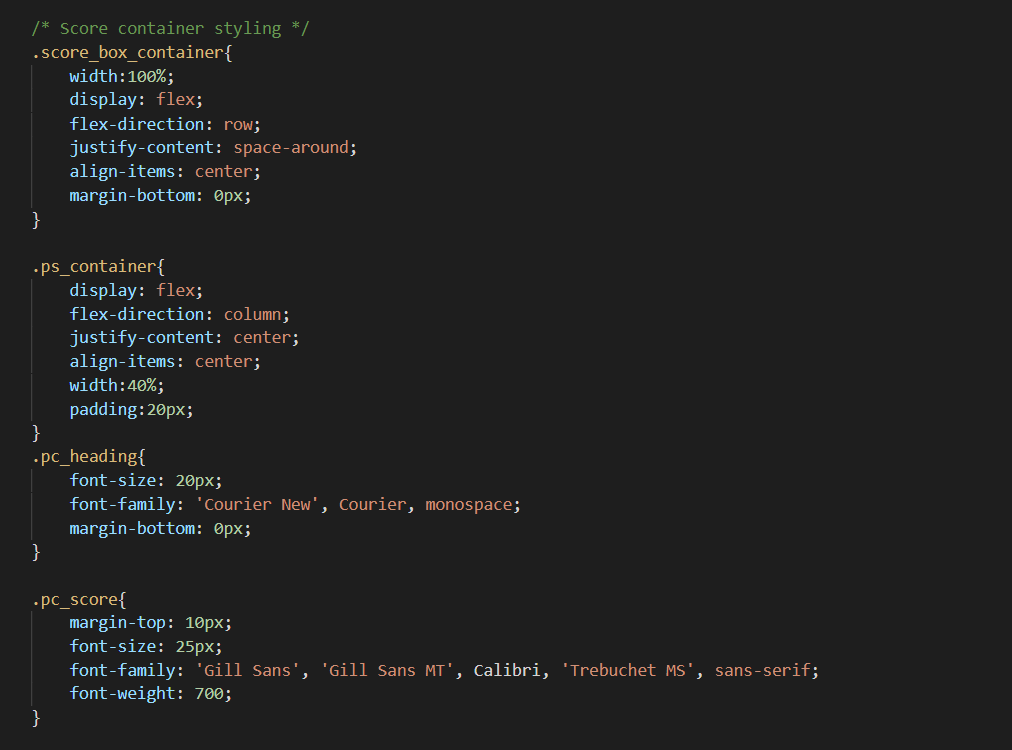 /* Score container styling */
.score_box_container{
    width:100%;
    display: flex;
    flex-direction: row;
    justify-content: space-around;
    align-items: center;
    margin-bottom: 0px;
}

.ps_container{
    display: flex;
    flex-direction: column;
    justify-content: center;
    align-items: center;
    width:40%;
    padding:20px;
}
.pc_heading{
    font-size: 20px;
    font-family: 'Courier New', Courier, monospace;
    margin-bottom: 0px;
}

.pc_score{
    margin-top: 10px;
    font-size: 25px;
    font-family: 'Gill Sans', 'Gill Sans MT', Calibri, 'Trebuchet MS', sans-serif;
    font-weight: 700;
}